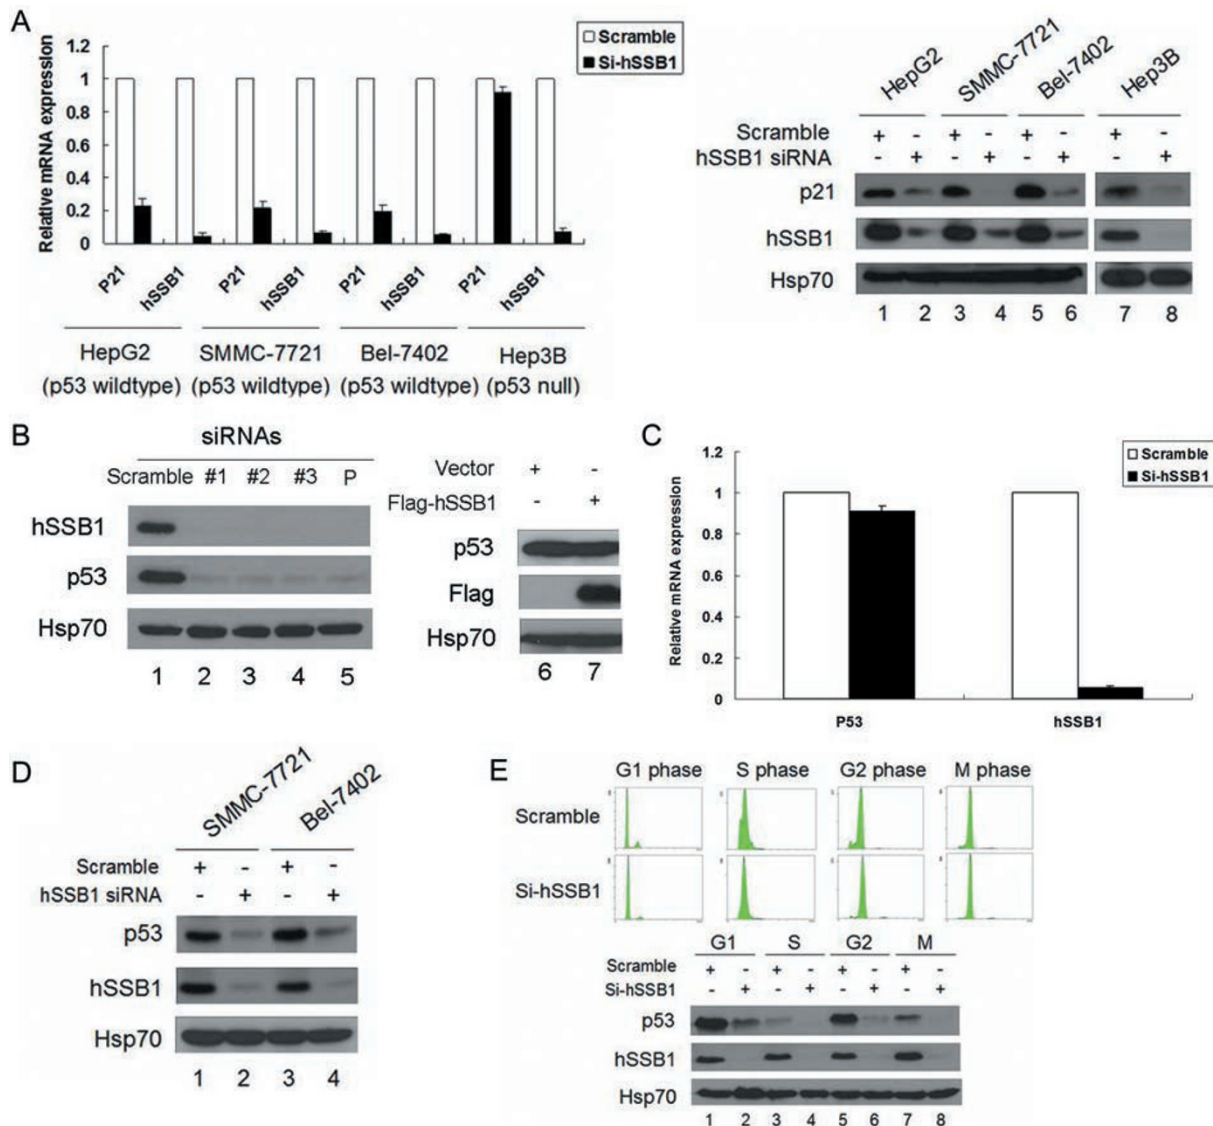 A
Relative mRNA expression
1.2
1
0.8
0.6
0.4
0.2
0
Scramble
Si-hSSB1
P21 hSSB1 P21 hSSB1 P21 hSSB1 P21 hSSB1
HepG2 SMMC-7721 Bel-7402 Hep3B
(p53 wildtype) (p53 wildtype) (p53 wildtype) (p53 null)
HepG2 SMMC-7721 Bel-7402 Hep3B
Scramble + - + - + - + -
hSSB1 siRNA - + - + - + - +
p21
hSSB1
Hsp70
1 2 3 4 5 6 7 8
B
siRNAs
Scramble #1 #2 #3 P
hSSB1
p53
Hsp70
1 2 3 4 5
Vector + -
Flag-hSSB1 - +
p53
Flag
Hsp70
6 7
C
Relative mRNA expression
1.2
1
0.8
0.6
0.4
0.2
0
Scramble
Si-hSSB1
P53 hSSB1
D
SMMC-7721 Bel-7402
Scramble + - + -
hSSB1 siRNA - + - +
p53
hSSB1
Hsp70
1 2 3 4
E
G1 phase S phase G2 phase M phase
Scramble
Si-hSSB1
G1 S G2 M
Scramble + - + - + - + -
Si-hSSB1 - + - + - + - +
p53
hSSB1
Hsp70
1 2 3 4 5 6 7 8